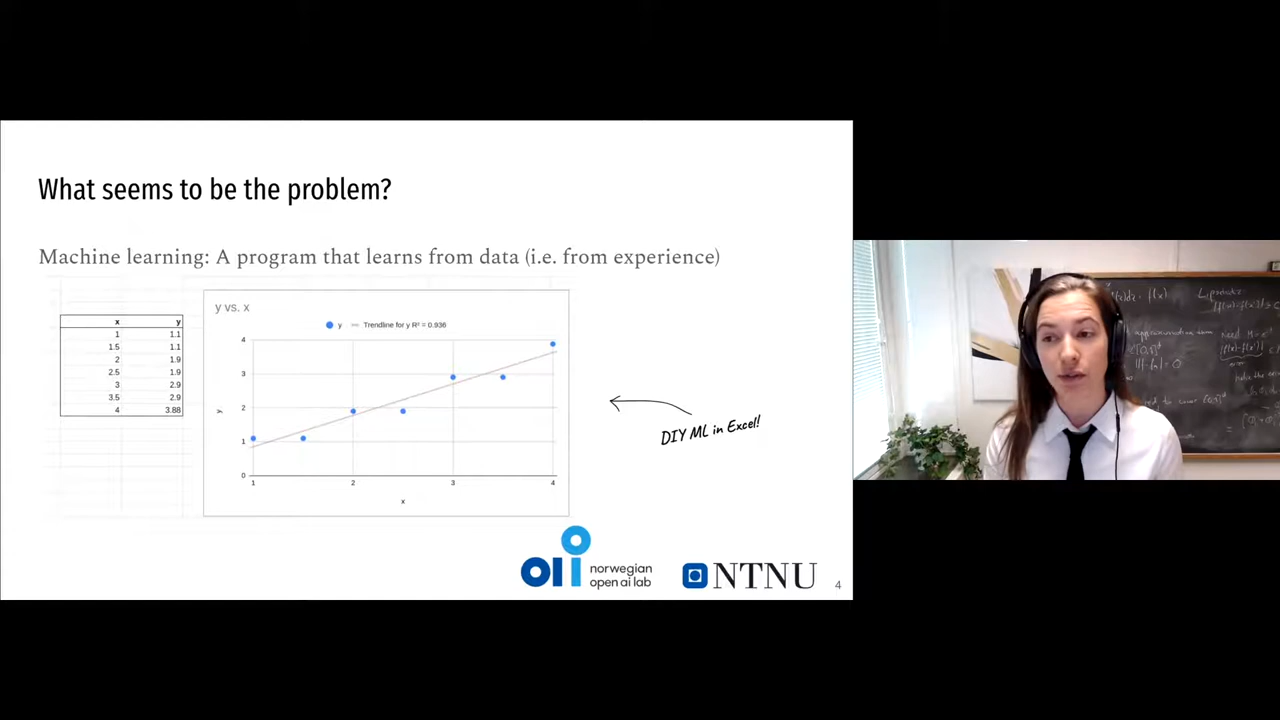 What seems to be the problem?
Machine learning: A program that learns from data (i.e. from experience)
x y
1 1.1
1.5 1.1
2 1.9
2.5 1.9
3 2.9
3.5 2.9
4 3.88
y vs. x
y Trendline for y R² = 0.936
4
3
2
1
0
y
1 2 3 4
x
DIY ML in Excel!
norwegian
open ai lab
NTNU
4
approximation
Need